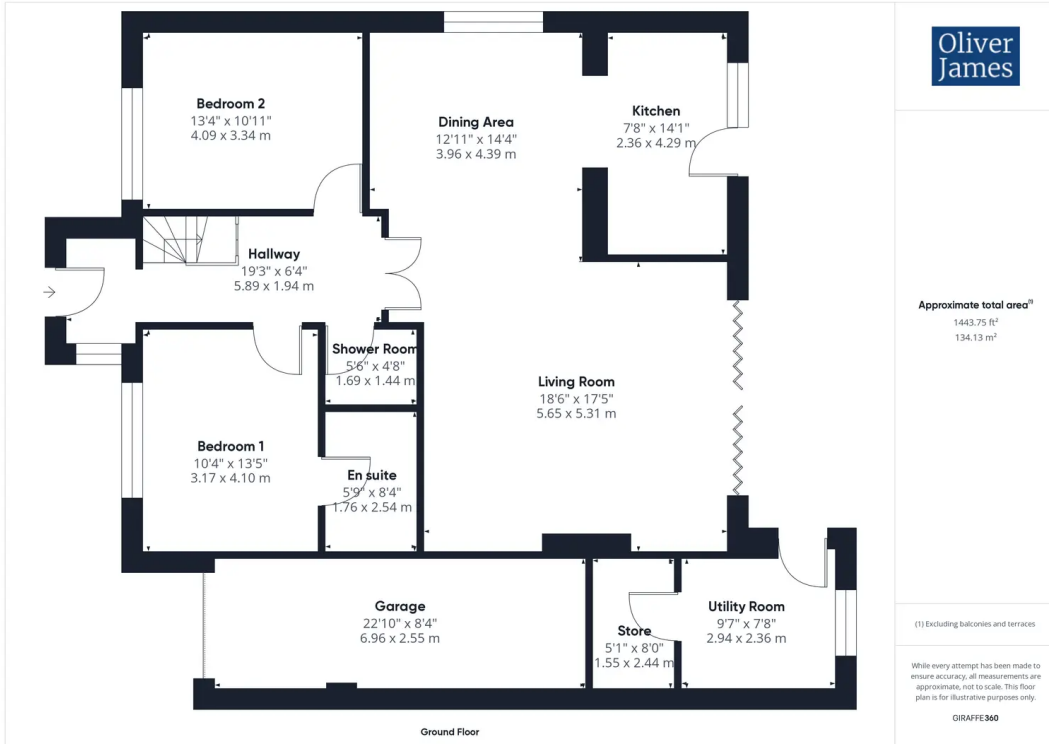 Bedroom 2
13'4" x 10'11"
4.09 x 3.34 m
Dining Area
12'11" x 14'4"
3.96 x 4.39 m
Kitchen
7'8" x 14'1"
2.36 x 4.29 m
Hallway
19'3" x 6'4"
5.89 x 1.94 m
Shower Room
5'6" x 4'8"
1.69 x 1.44 m
Living Room
18'6" x 17'5"
5.65 x 5.31 m
Bedroom 1
10'4" x 13'5"
3.17 x 4.10 m
En suite
5'9" x 8'4"
1.76 x 2.54 m
Garage
22'10" x 8'4"
6.96 x 2.55 m
Store
5'1" x 8'0"
1.55 x 2.44 m
Utility Room
9'7" x 7'8"
2.94 x 2.36 m
Ground Floor
Oliver
James
Approximate total area⁽¹⁾
1443.75 ft²
134.13 m²
(1) Excluding balconies and terraces
While every attempt has been made to
ensure accuracy, all measurements are
approximate, not to scale. This floor
plan is for illustrative purposes only.
GIRAFFE360